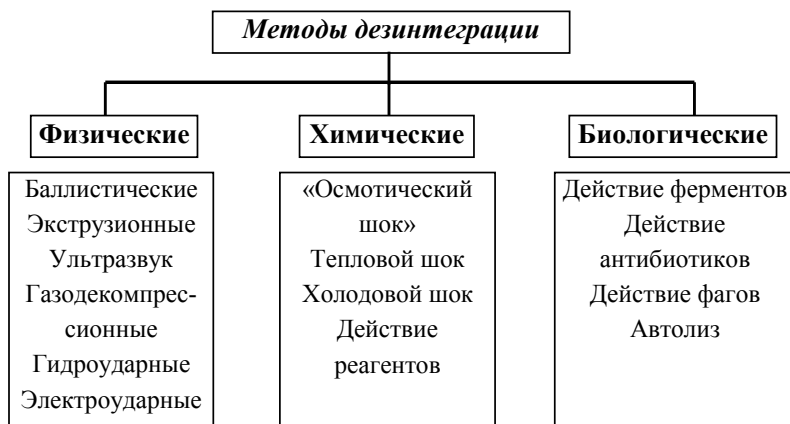 Методы дезинтеграции
Физические
Химические
Биологические
Баллистические
Экструзионные
Ультразвук
Газодекомпрес-
сионные
Гидроударные
Электроударные
«Осмотический
шок»
Тепловой шок
Холодовой шок
Действие
реагентов
Действие ферментов
Действие
антибиотиков
Действие фагов
Автолиз